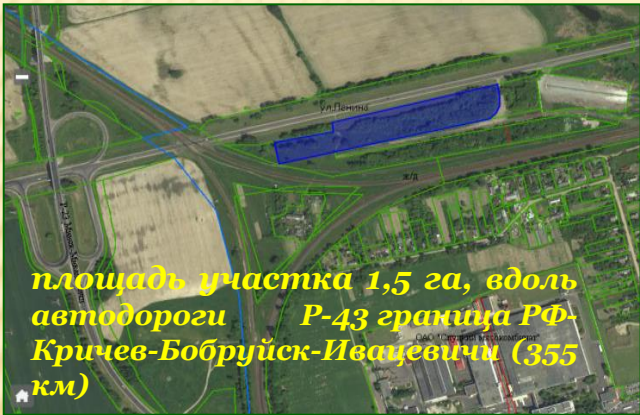 ул.Ленина
ж/д
площадь участка 1,5 га, вдоль
автодороги Р-43 граница РФ-
Кричев-Бобруйск-Ивацевичи (355
км)